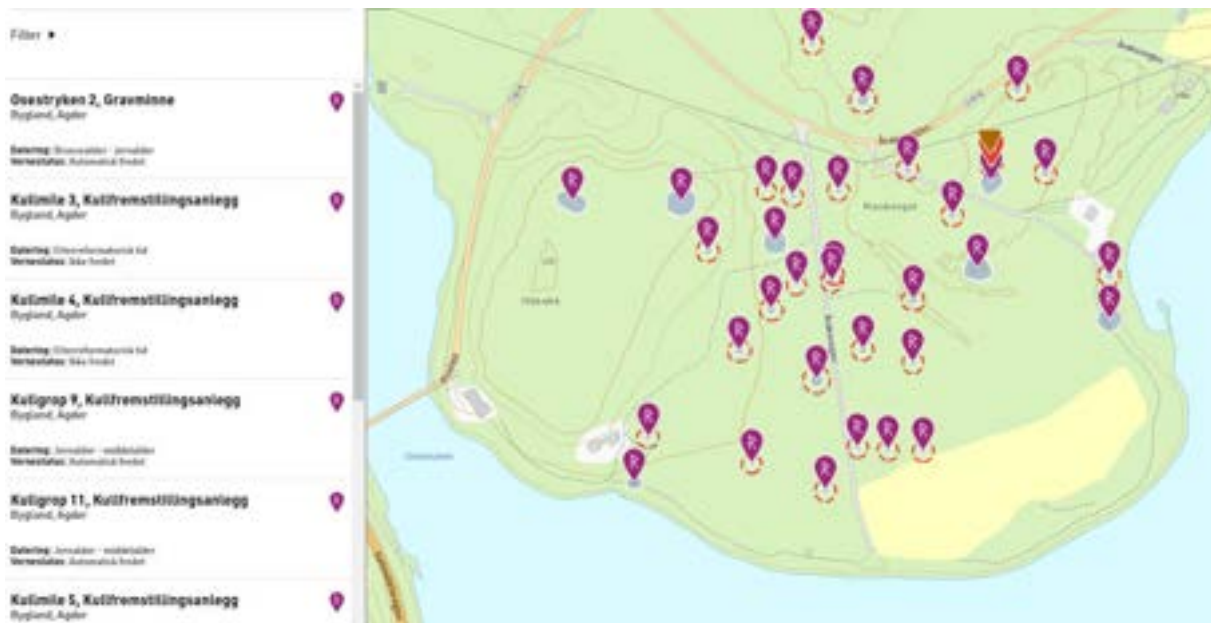 Filter
Osestryken 2, Gravminne
Bygland, Agder
Datering: Bronsealder - jernalder
Vernestatus: Automatisk fredet
Kullmile 3, Kullfremstillingsanlegg
Bygland, Agder
Datering: Etterreformatorisk tid
Vernestatus: Ikke fredet
Kullmile 4, Kullfremstillingsanlegg
Bygland, Agder
Datering: Etterreformatorisk tid
Vernestatus: Ikke fredet
Kullgrop 9, Kullfremstillingsanlegg
Bygland, Agder
Datering: Jernalder - middelalder
Vernestatus: Automatisk fredet
Kullgrop 11, Kullfremstillingsanlegg
Bygland, Agder
Datering: Jernalder - middelalder
Vernestatus: Automatisk fredet
Kullmile 5, Kullfremstillingsanlegg
Bygland, Agder